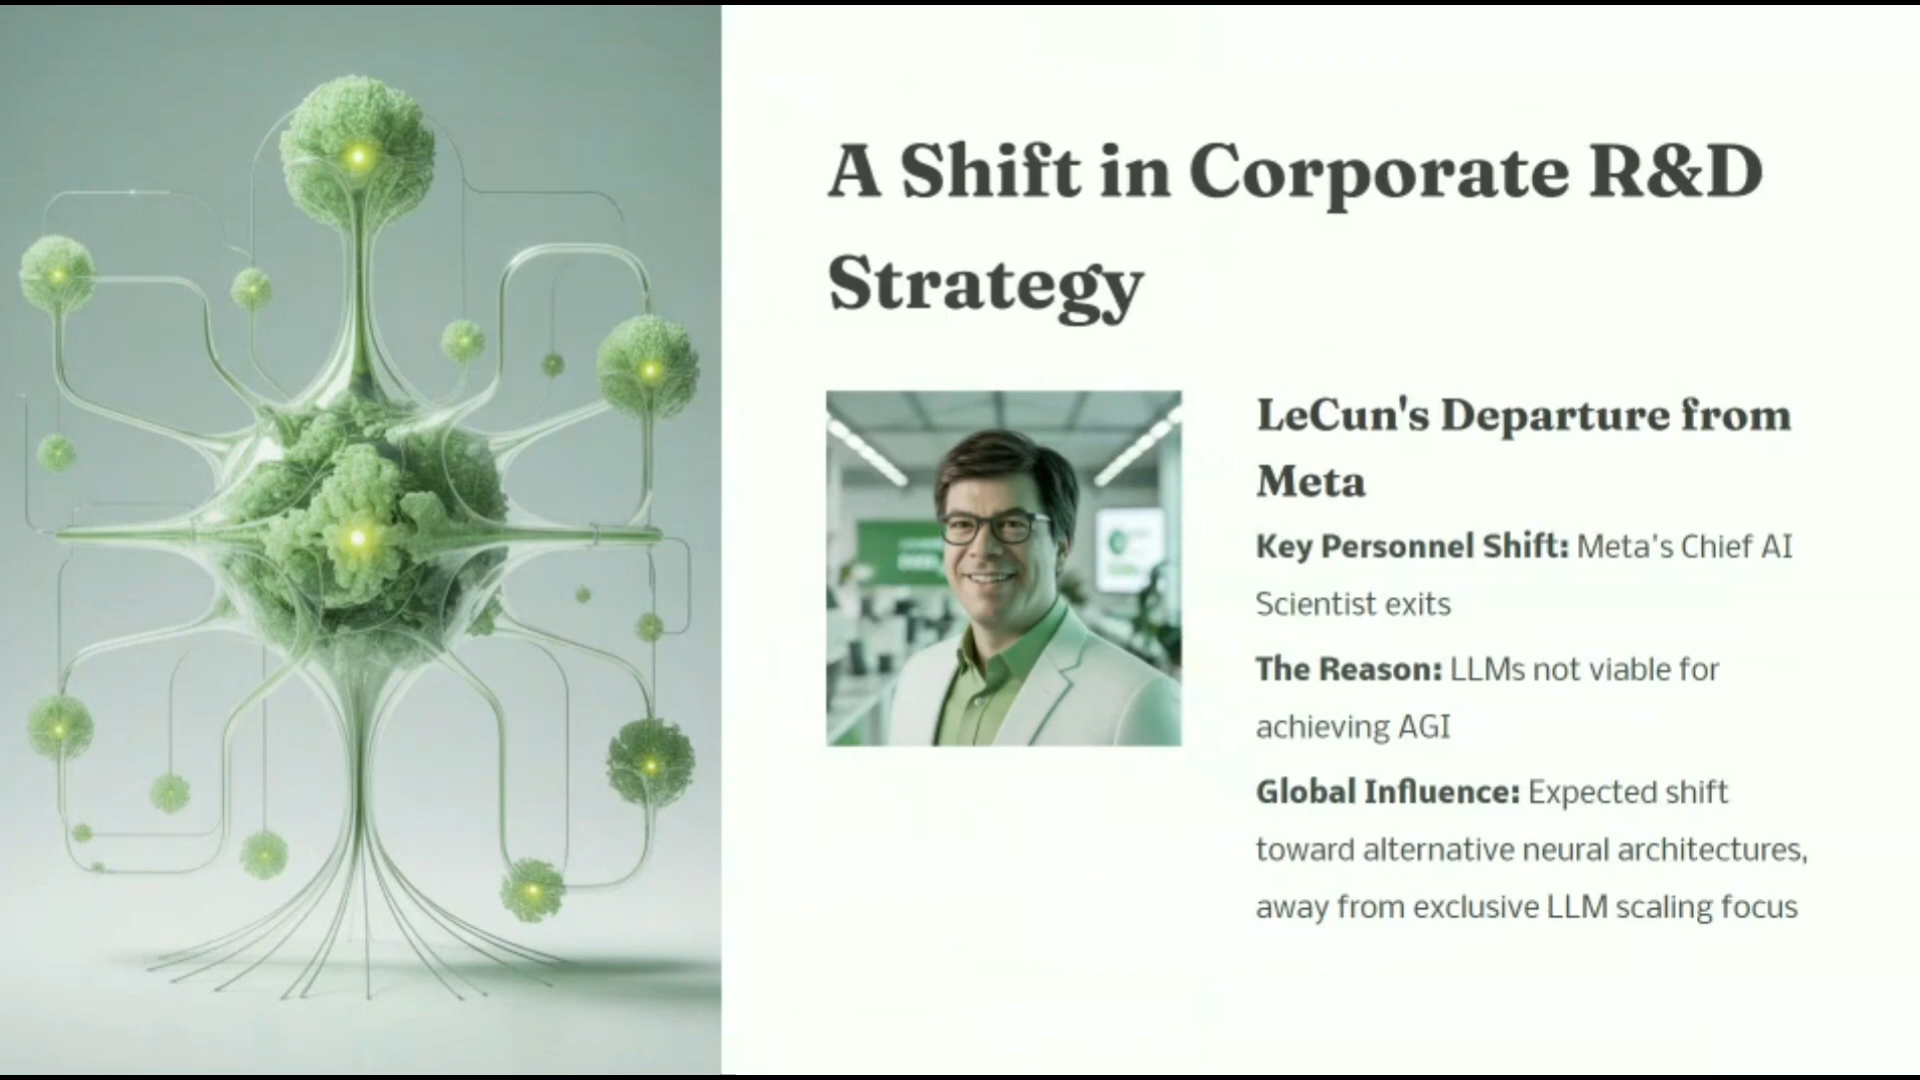 A Shift in Corporate R&D
Strategy
LeCun's Departure from
Meta
Key Personnel Shift: Meta's Chief AI
Scientist exits
The Reason: LLMs not viable for
achieving AGI
Global Influence: Expected shift
toward alternative neural architectures,
away from exclusive LLM scaling focus